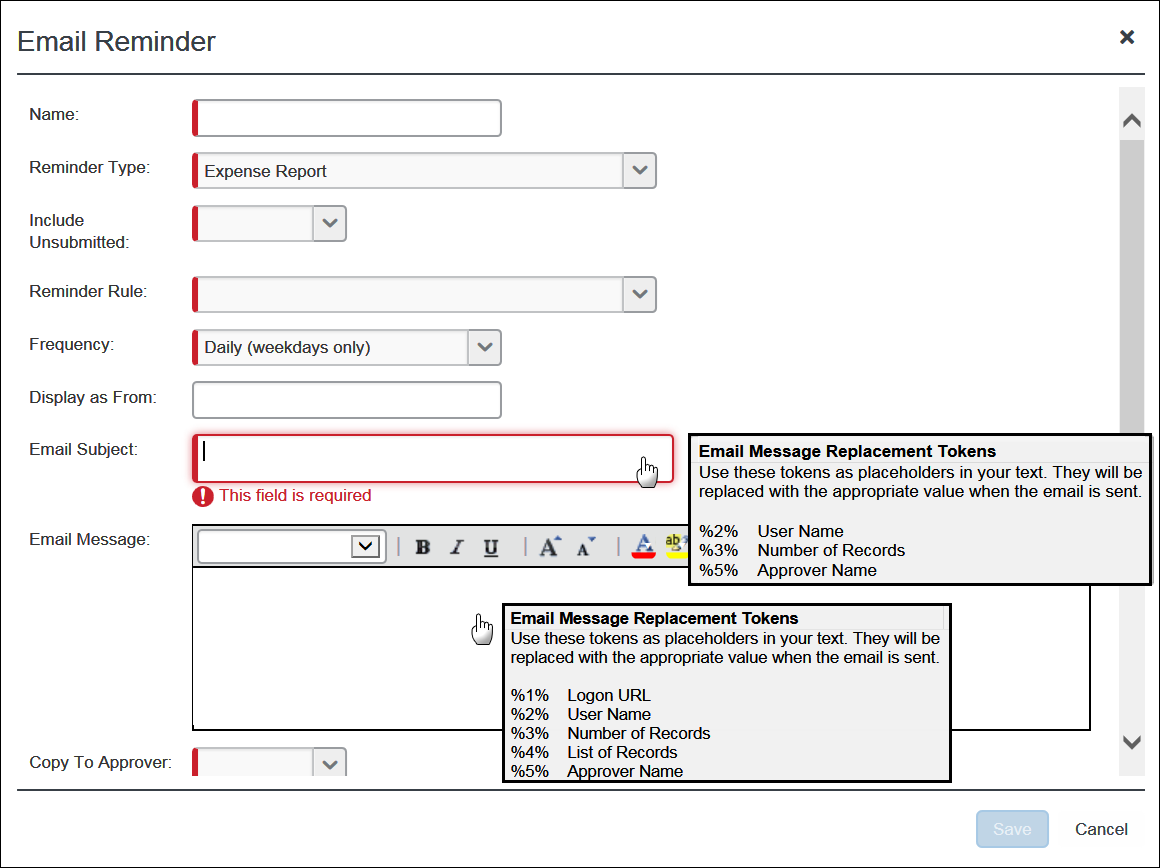 Email Reminder
Name:
Reminder Type:
Expense Report
Include
Unsubmitted:
Reminder Rule:
Frequency:
Daily (weekdays only)
Display as From:
Email Subject:
This field is required
Email Message Replacement Tokens
Use these tokens as placeholders in your text. They will be
replaced with the appropriate value when the email is sent.
%2% User Name
%3% Number of Records
%5% Approver Name
Email Message:
B I U A A A ab
Email Message Replacement Tokens
Use these tokens as placeholders in your text. They will be
replaced with the appropriate value when the email is sent.
%1% Logon URL
%2% User Name
%3% Number of Records
%4% List of Records
%5% Approver Name
Copy To Approver:
Save Cancel